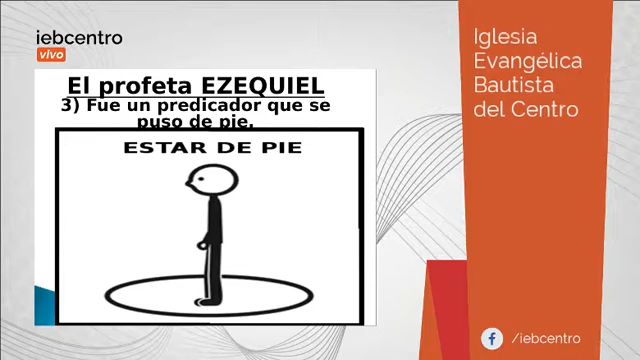 iebcentro
vivo
El profeta EZEQUIEL
3) Fue un predicador que se
puso de pie.
ESTAR DE PIE
Iglesia
Evangélica
Bautista
del Centro
/iebcentro